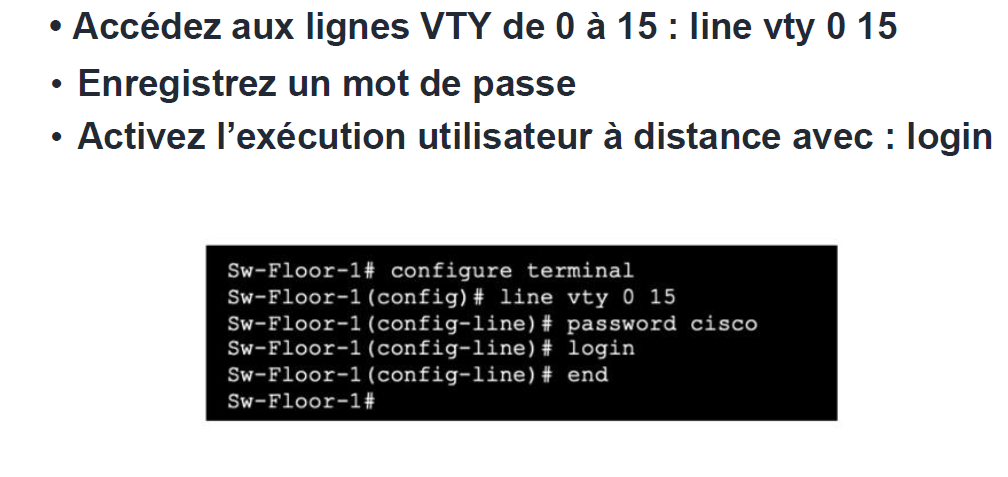 • Accédez aux lignes VTY de 0 à 15 : line vty 0 15
• Enregistrez un mot de passe
• Activez l’exécution utilisateur à distance avec : login
Sw-Floor-1# configure terminal
Sw-Floor-1(config)# line vty 0 15
Sw-Floor-1(config-line)# password cisco
Sw-Floor-1(config-line)# login
Sw-Floor-1(config-line)# end
Sw-Floor-1#